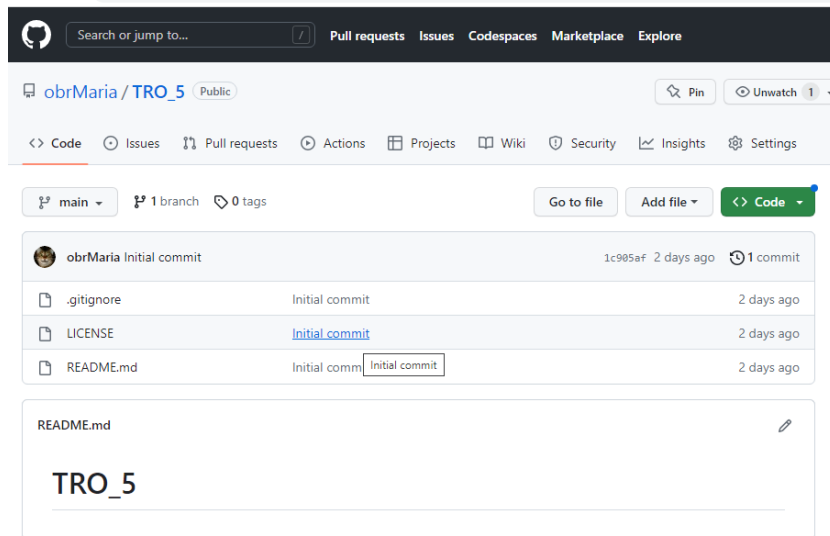 Search or jump to... / Pull requests Issues Codespaces Marketplace Explore
obrMaria / TRO_5 Public Pin Unwatch 1
Code Issues Pull requests Actions Projects Wiki Security Insights Settings
main 1 branch 0 tags Go to file Add file Code
obrMaria Initial commit 1c905af 2 days ago 1 commit
.gitignore Initial commit 2 days ago
LICENSE Initial commit 2 days ago
README.md Initial comm Initial commit 2 days ago
README.md
TRO_5